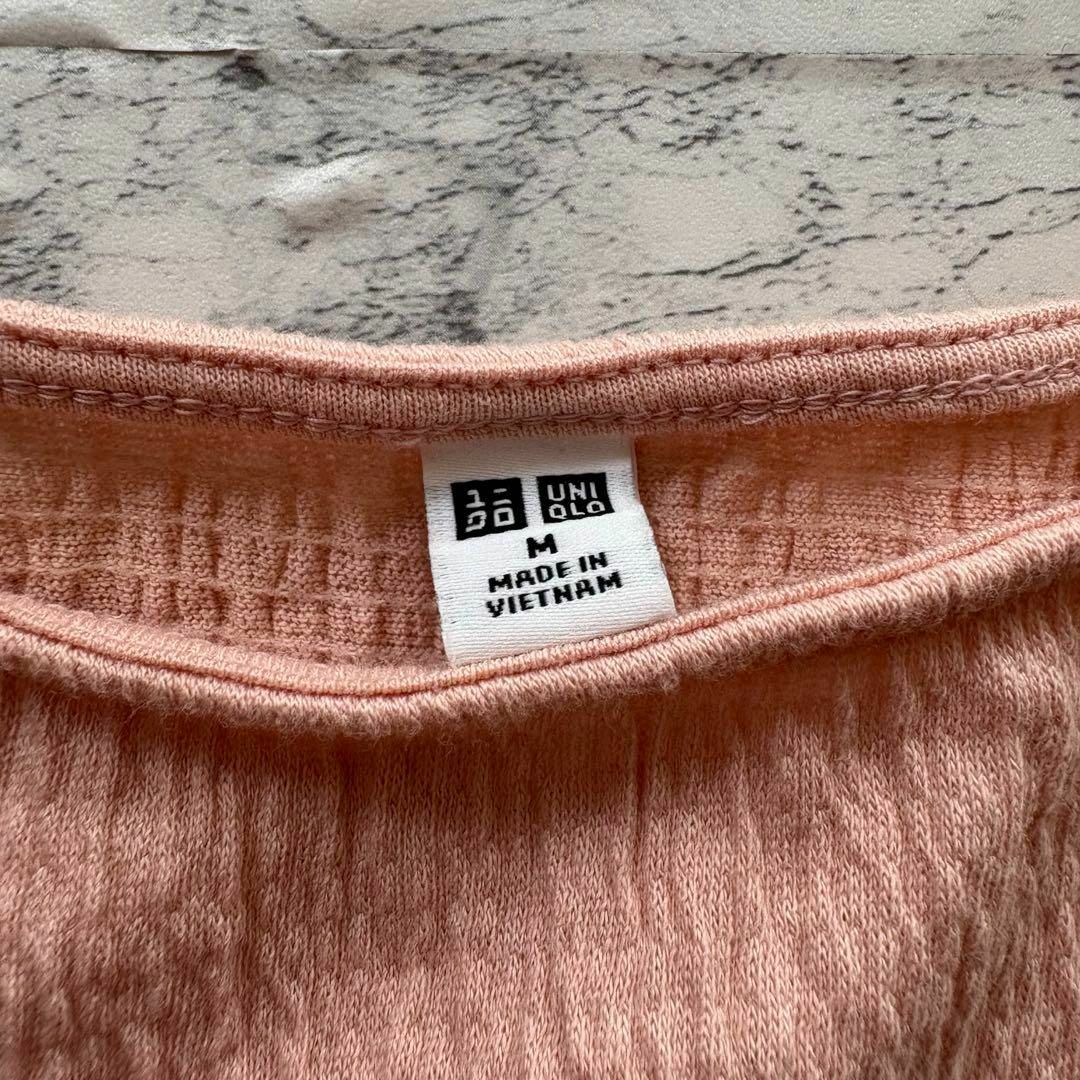 ユニ UNI
クロ QLO
M
MADE IN
VIETNAM